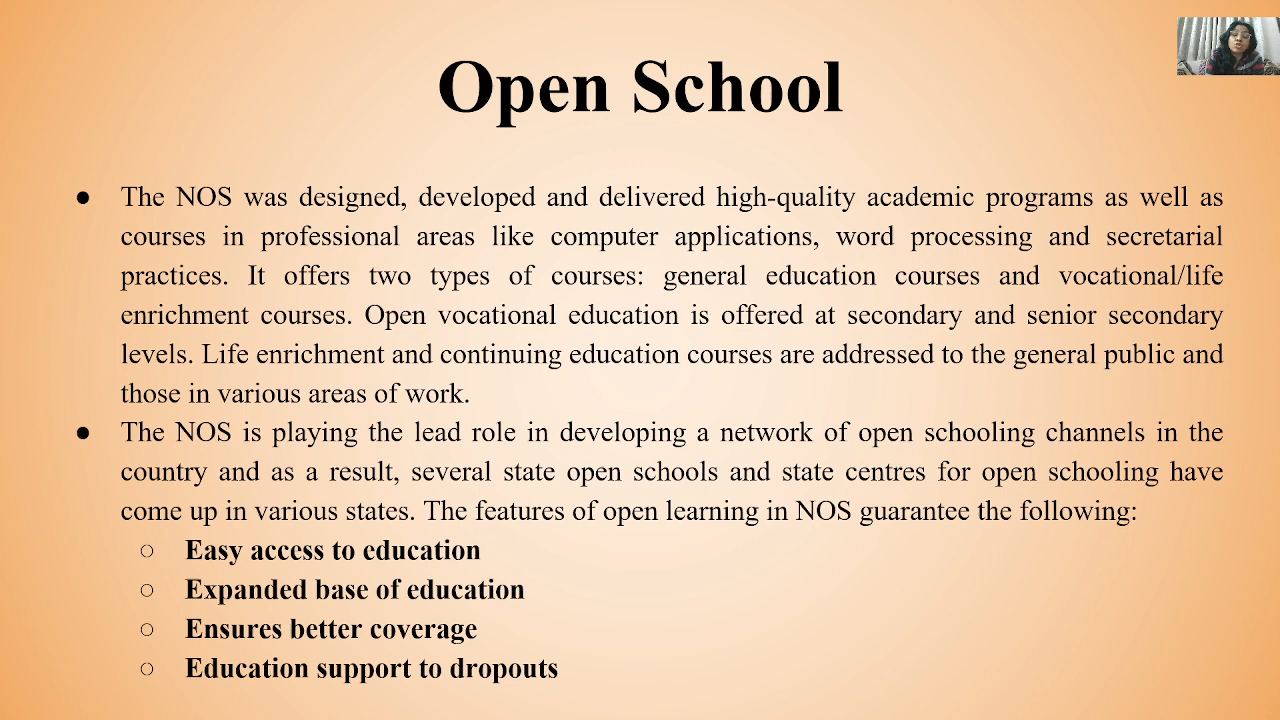 Open School
● The NOS was designed, developed and delivered high-quality academic programs as well as
courses in professional areas like computer applications, word processing and secretarial
practices. It offers two types of courses: general education courses and vocational/life
enrichment courses. Open vocational education is offered at secondary and senior secondary
levels. Life enrichment and continuing education courses are addressed to the general public and
those in various areas of work.
● The NOS is playing the lead role in developing a network of open schooling channels in the
country and as a result, several state open schools and state centres for open schooling have
come up in various states. The features of open learning in NOS guarantee the following:
○ Easy access to education
○ Expanded base of education
○ Ensures better coverage
○ Education support to dropouts